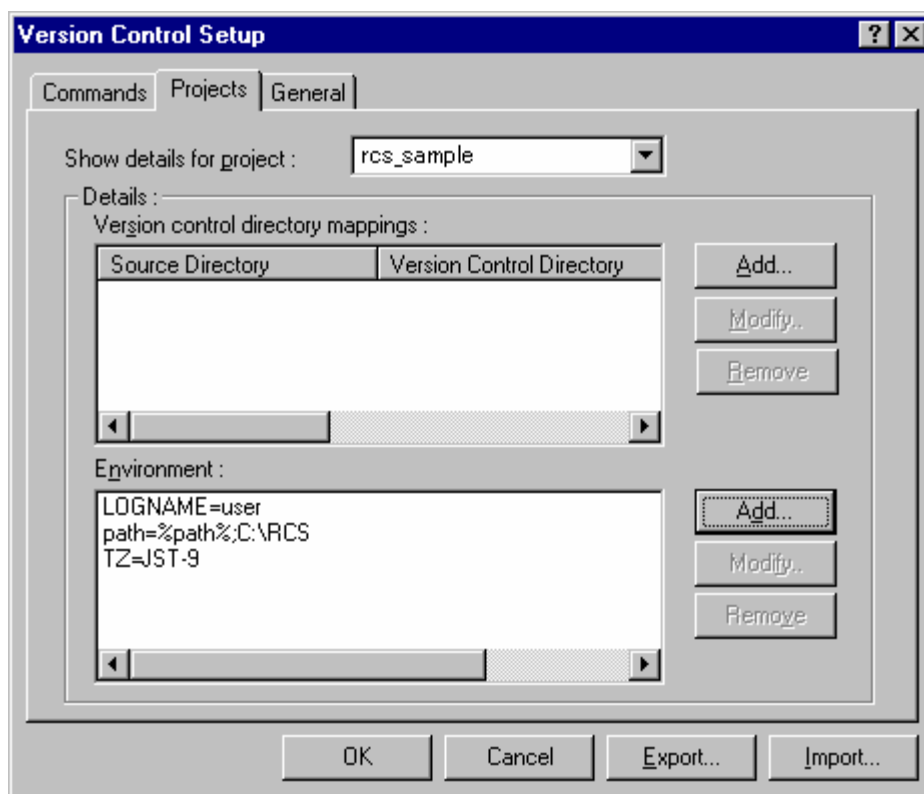 Version Control Setup
Commands Projects General
Show details for project : rcs_sample
Details :
Version control directory mappings :
Source Directory Version Control Directory
Add...
Modify..
Remove
Environment :
LOGNAME=user
path=%path%;C:\RCS
TZ=JST-9
Add...
Modify..
Remove
OK Cancel Export... Import...